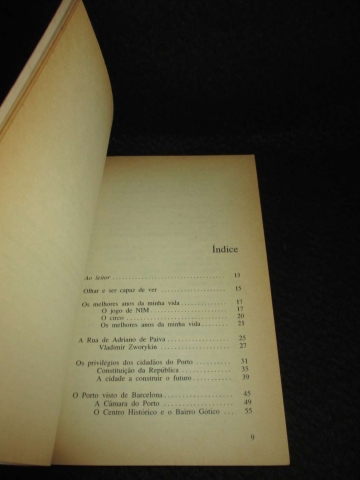 Índice
Ao leitor 13
Olhar e ser capaz de ver 15
Os melhores anos da minha vida 17
O jogo de NIM 17
O circo 20
Os melhores anos da minha vida 21
A Rua de Adriano de Paiva 25
Vladimir Zworykin 27
Os privilégios dos cidadãos do Porto 31
Constituição da República 35
A cidade a construir o futuro 39
O Porto visto de Barcelona 45
A Câmara do Porto 49
O Centro Histórico e o Bairro Gótico 55
9